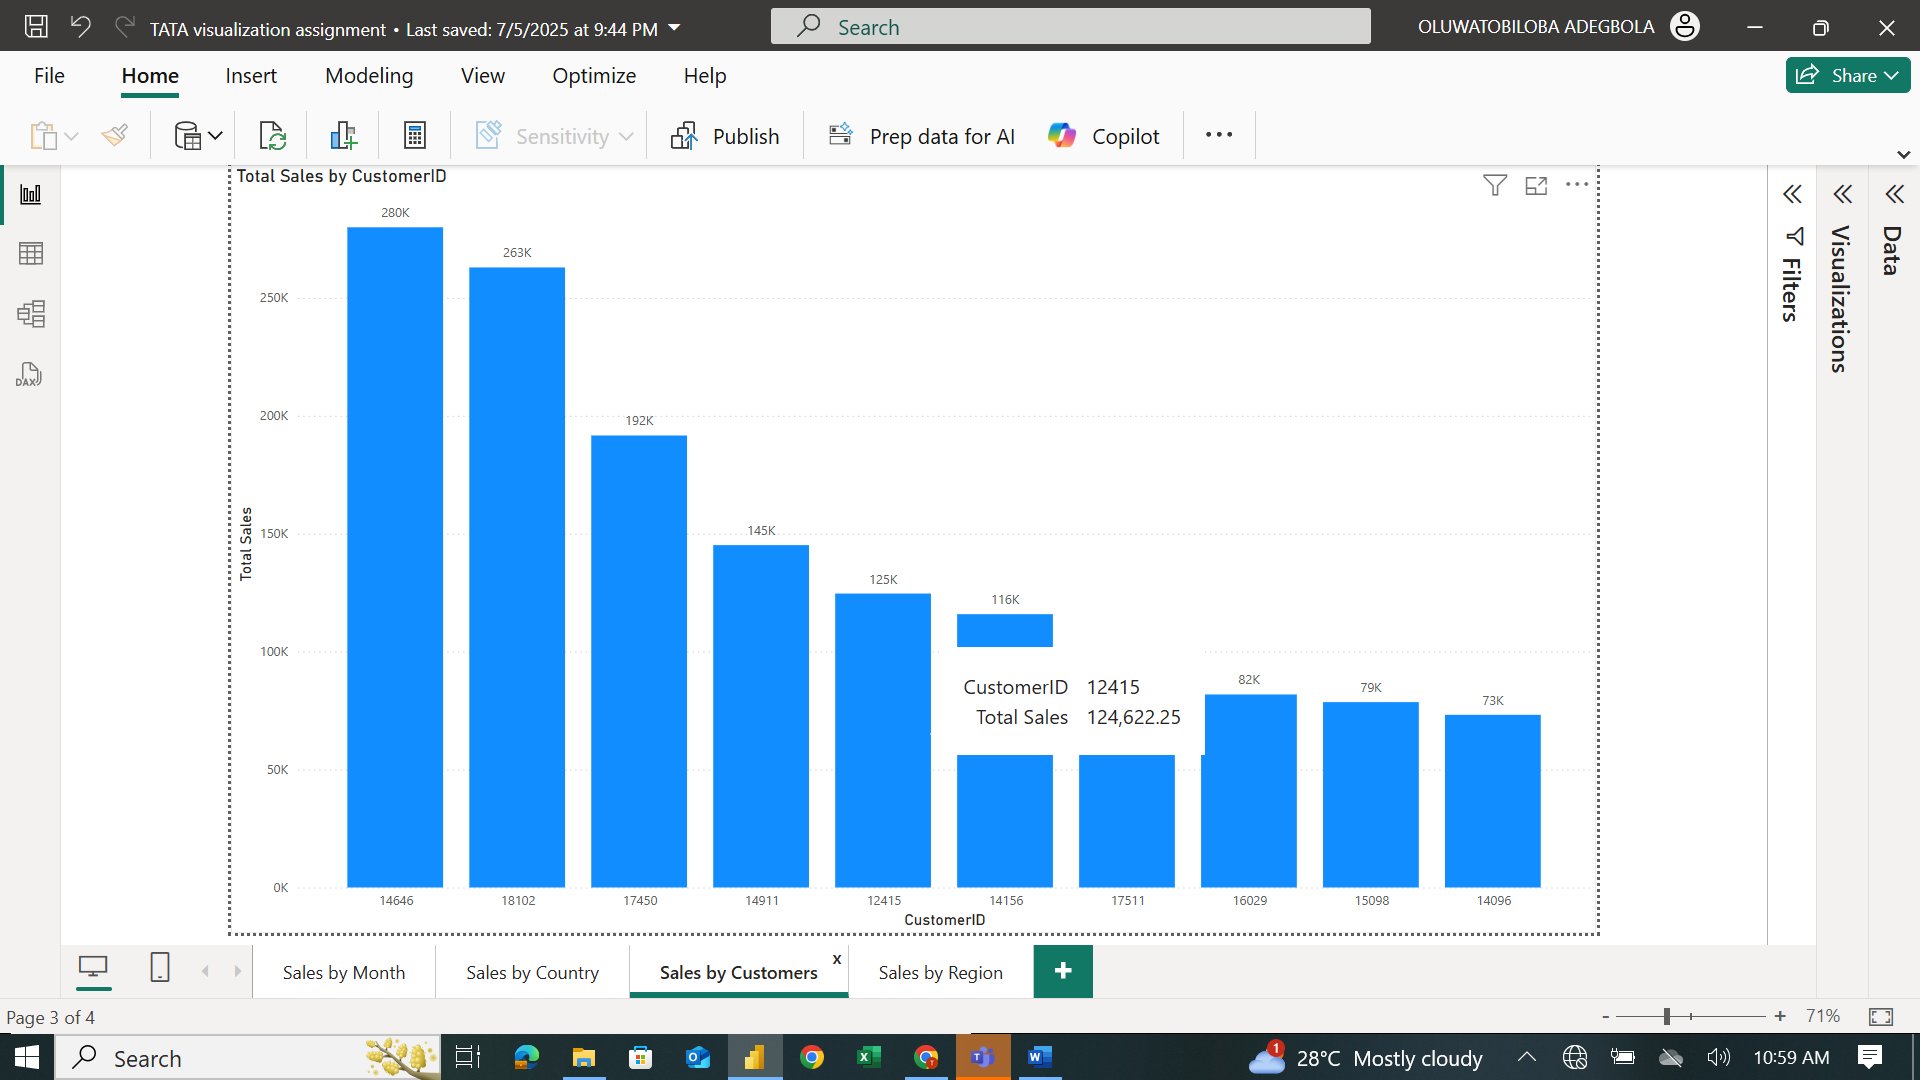 TATA visualization assignment • Last saved: 7/5/2025 at 9:44 PM
Search
OLUWATOBILOBA ADEGBOLA
File Home Insert Modeling View Optimize Help
Share
Sensitivity Publish Prep data for AI Copilot
Total Sales by CustomerID
280K
263K
250K
200K
192K
150K
145K
125K
116K
100K
CustomerID 12415
Total Sales 124,622.25
82K
79K
73K
50K
0K
Total Sales
14646 18102 17450 14911 12415 14156 17511 16029 15098 14096
CustomerID
Filters
Visualizations
Data
DAX
Sales by Month Sales by Country Sales by Customers x Sales by Region +
Page 3 of 4
- + 71%
Search
1
28°C Mostly cloudy
10:59 AM